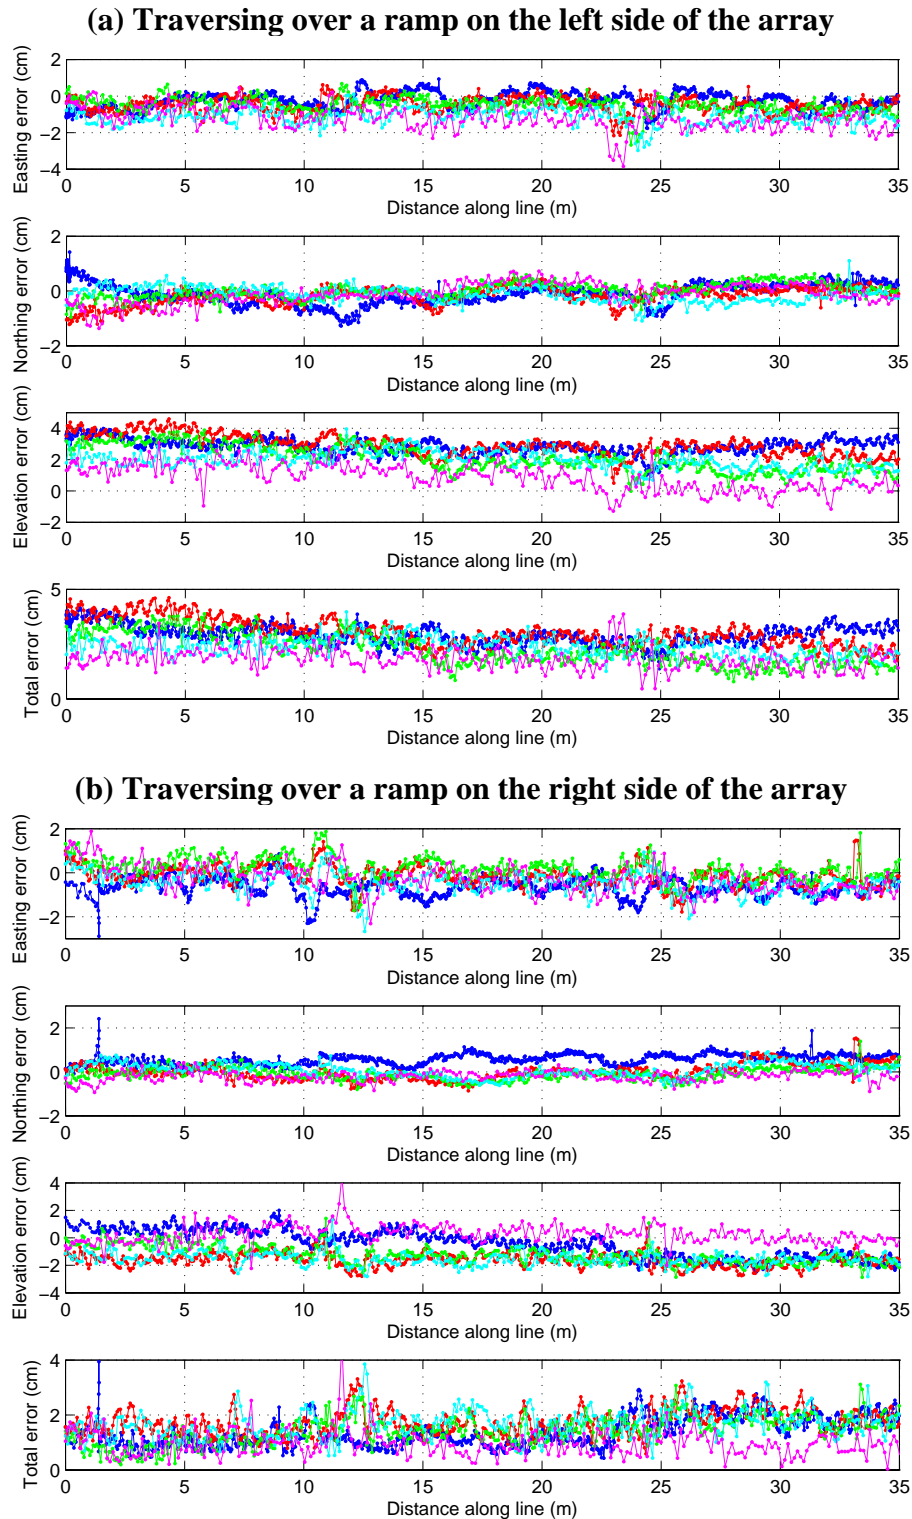 (a) Traversing over a ramp on the left side of the array
Easting error (cm)
2
0
−2
−4
0 5 10 15 20 25 30 35
Distance along line (m)
Northing error (cm)
2
0
−2
0 5 10 15 20 25 30 35
Distance along line (m)
Elevation error (cm)
4
2
0
−2
0 5 10 15 20 25 30 35
Distance along line (m)
Total error (cm)
5
0
0 5 10 15 20 25 30 35
Distance along line (m)
(b) Traversing over a ramp on the right side of the array
Easting error (cm)
2
0
−2
0 5 10 15 20 25 30 35
Distance along line (m)
Northing error (cm)
2
0
−2
0 5 10 15 20 25 30 35
Distance along line (m)
Elevation error (cm)
4
2
0
−2
−4
0 5 10 15 20 25 30 35
Distance along line (m)
Total error (cm)
4
2
0
0 5 10 15 20 25 30 35
Distance along line (m)